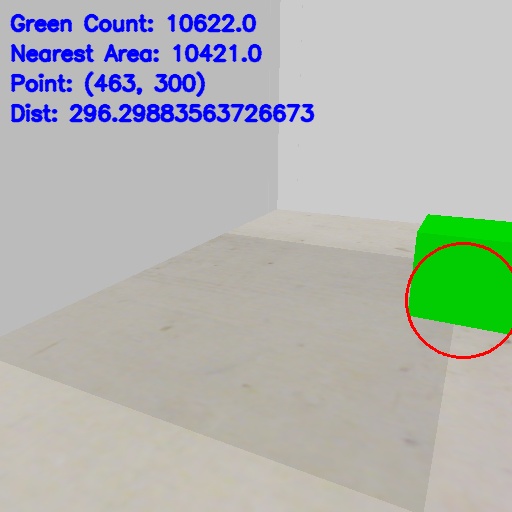 Green Count: 10622.0
Nearest Area: 10421.0
Point: (463, 300)
Dist: 296.29883563726673